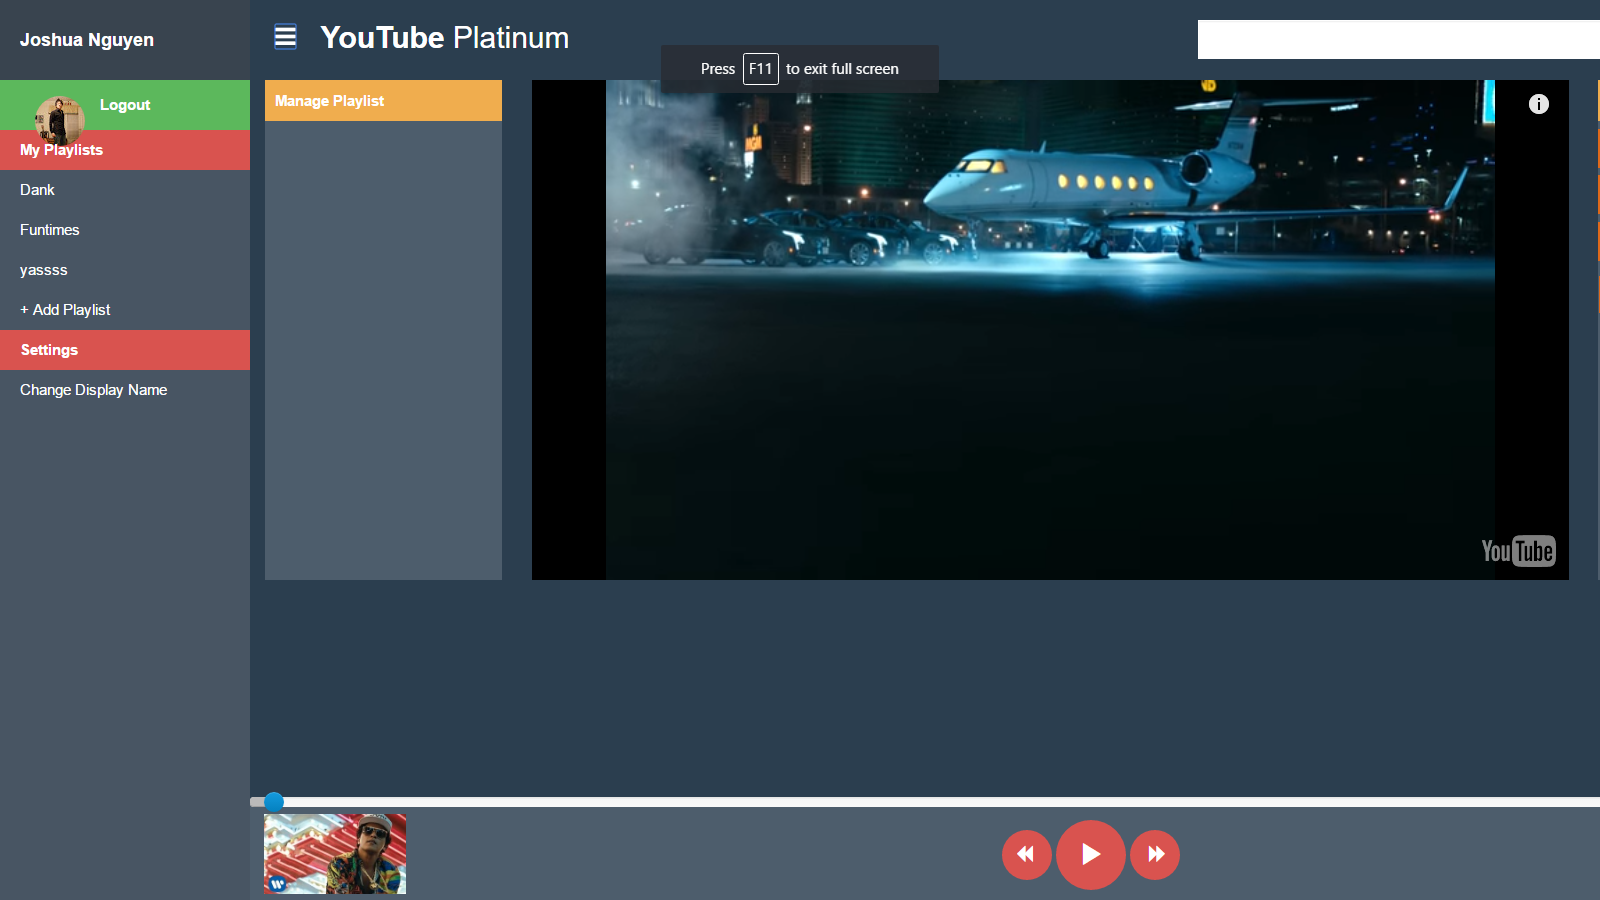 Joshua Nguyen
YouTube Platinum
Press F11 to exit full screen
Logout
My Playlists
Dank
Funtimes
yassss
+ Add Playlist
Settings
Change Display Name
Manage Playlist
i
YouTube